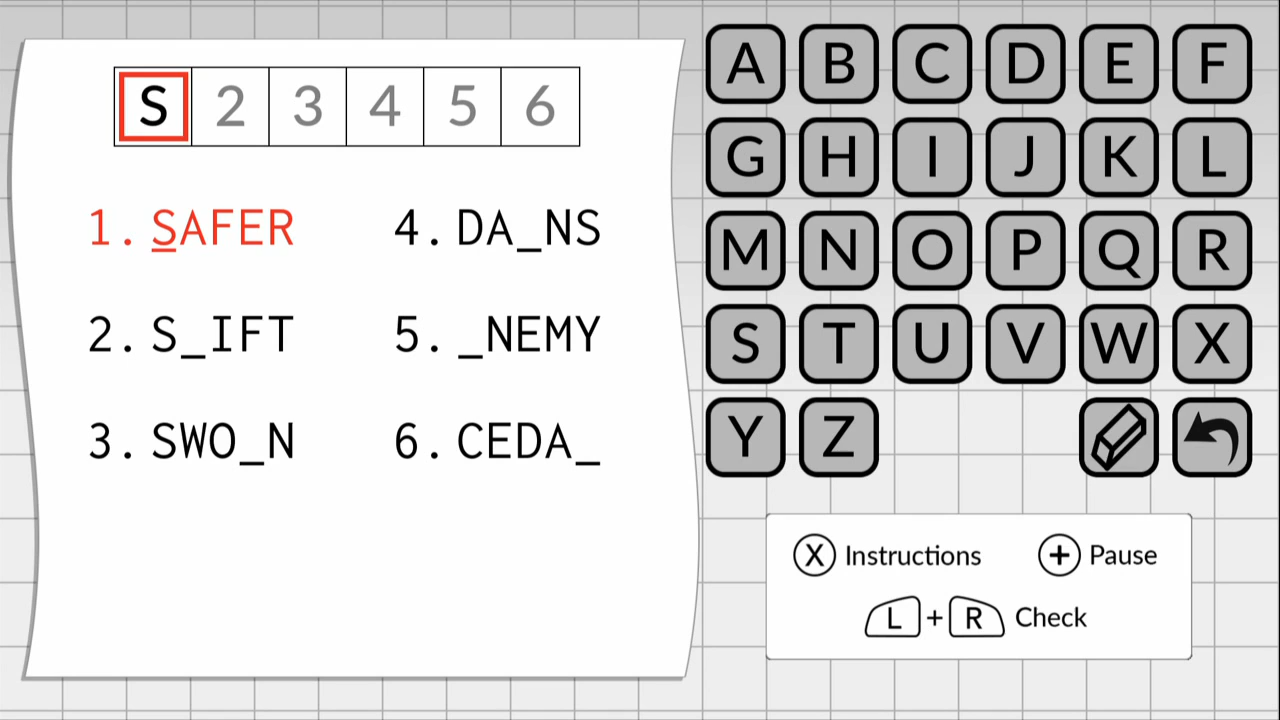 S 2 3 4 5 6
1. SAFER
2. S_IFT
3. SWO_N
4. DA_NS
5. _NEMY
6. CEDA_
A B C D E F
G H I J K L
M N O P Q R
S T U V W X
Y Z
X Instructions + Pause
L + R Check